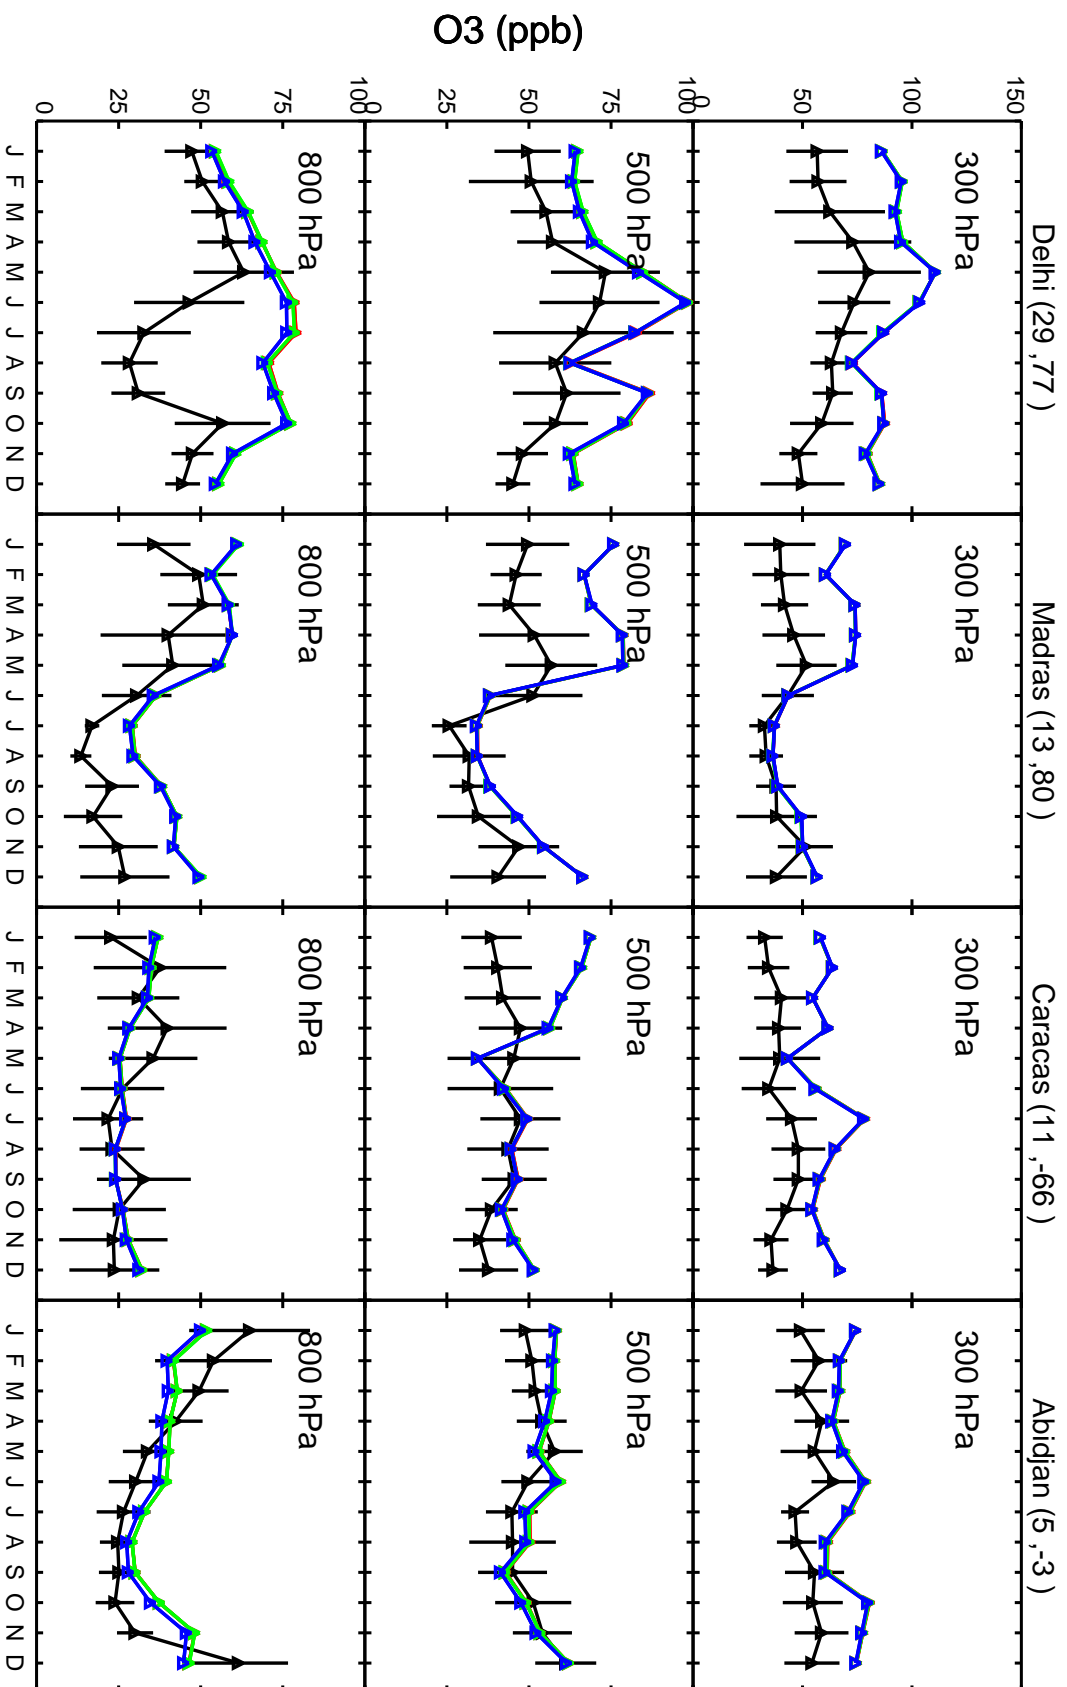 Delhi (29 ,77 )
Madras (13 ,80 )
Caracas (11 ,-66 )
Abidjan (5 ,-3 )
150
100
50
0
300 hPa
300 hPa
300 hPa
300 hPa
O3 (ppb)
100
75
50
25
0
500 hPa
500 hPa
500 hPa
500 hPa
100
75
50
25
0
800 hPa
800 hPa
800 hPa
800 hPa
J F M A M J J A S O N D
J F M A M J J A S O N D
J F M A M J J A S O N D
J F M A M J J A S O N D